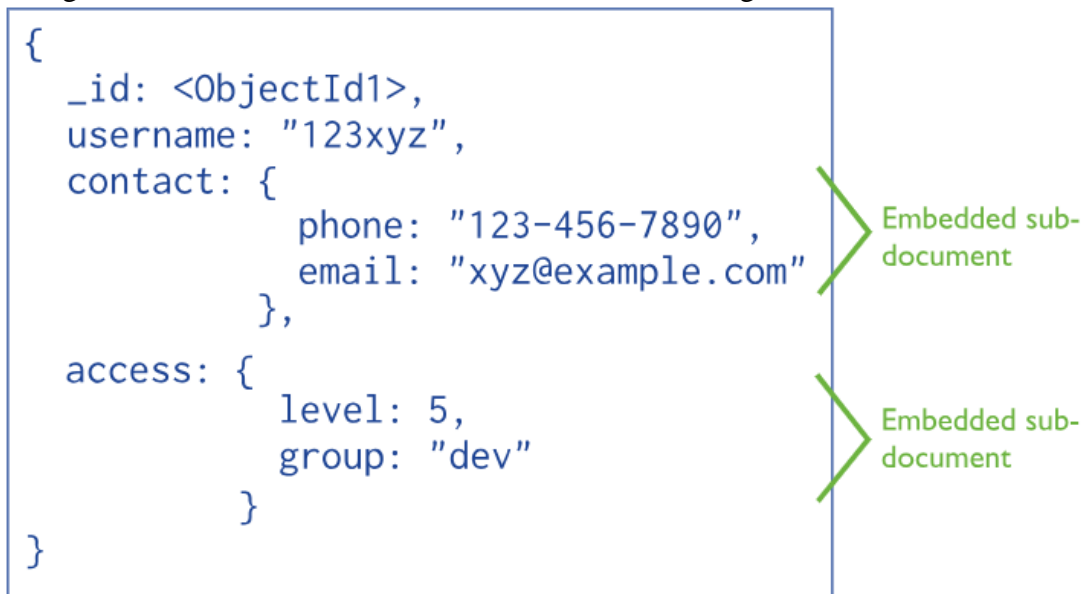 {
_id: <ObjectId1>,
username: "123xyz",
contact: {
phone: "123-456-7890",
email: "xyz@example.com"
},
Embedded sub-
document
access: {
level: 5,
group: "dev"
}
Embedded sub-
document
}